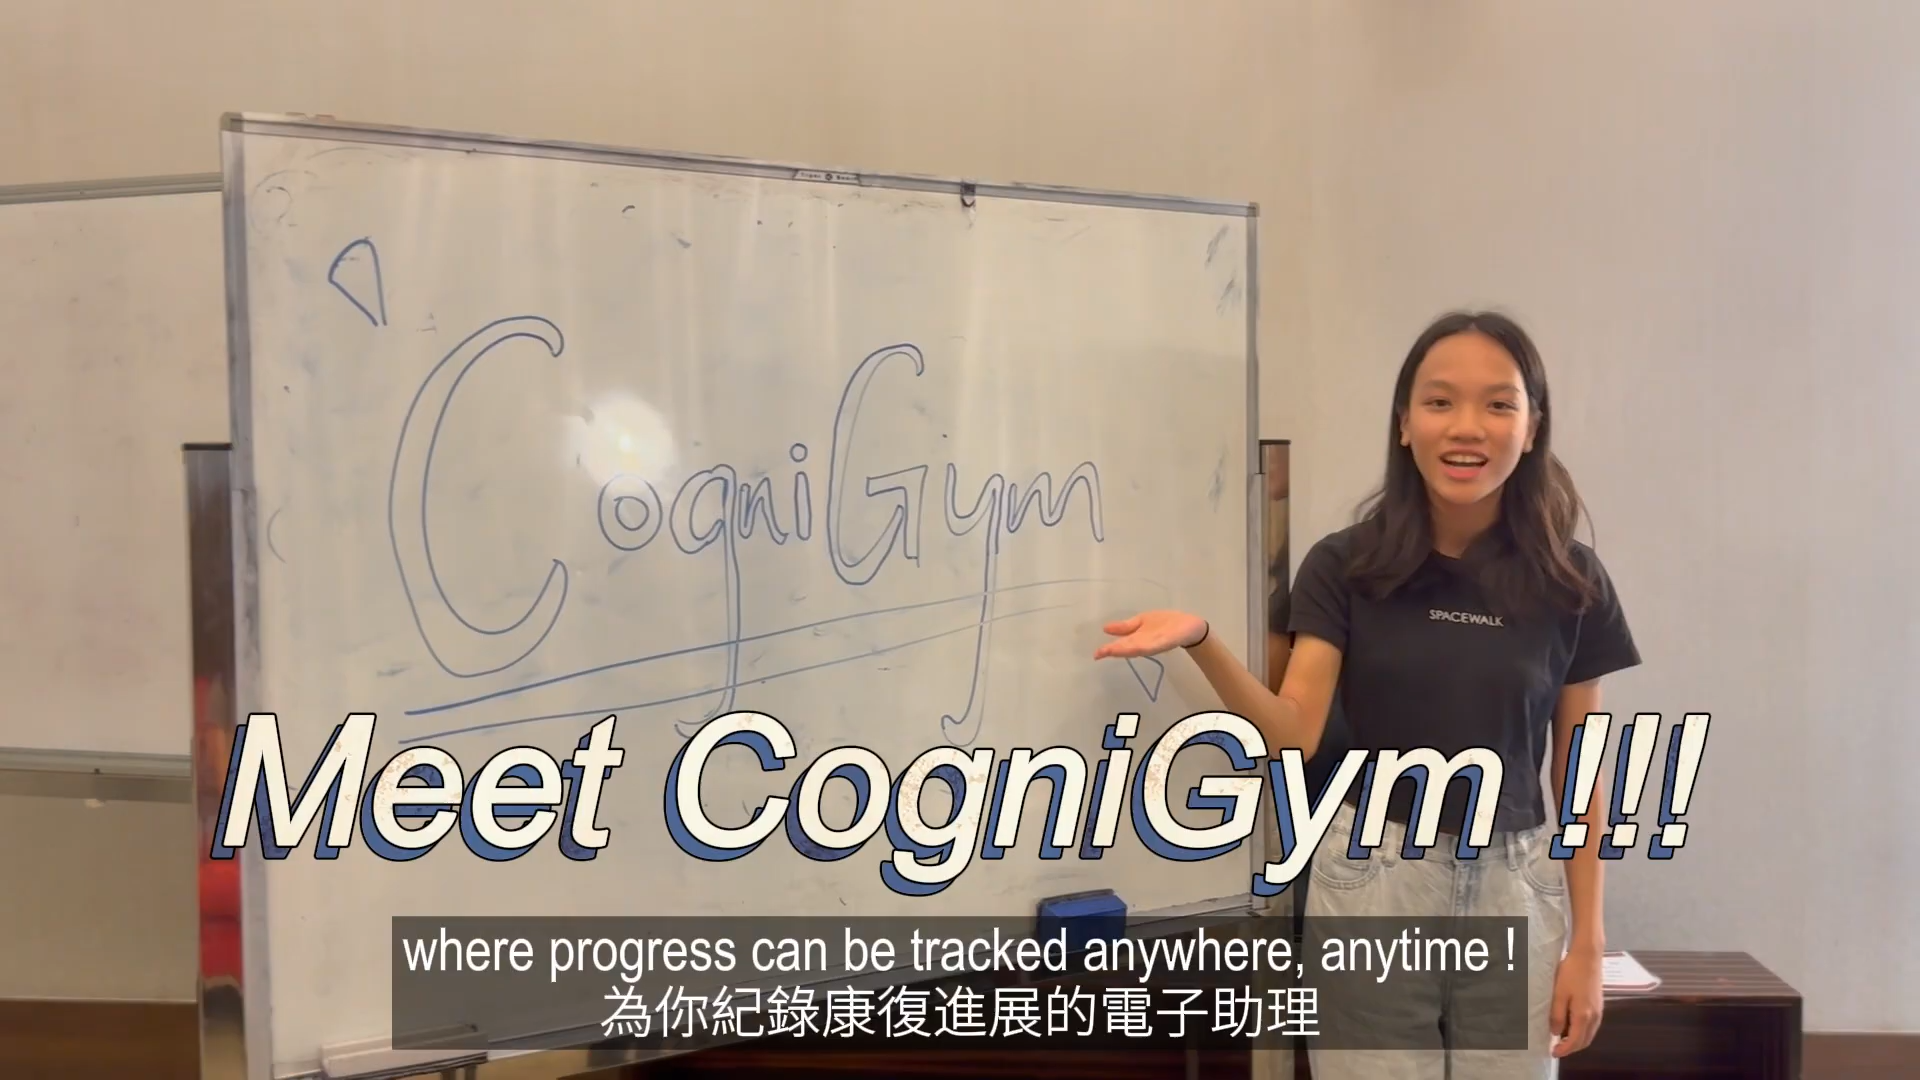 CogniGym
SPACEWALK
Meet CogniGym !!!
where progress can be tracked anywhere, anytime !
為你紀錄康復進展的電子助理